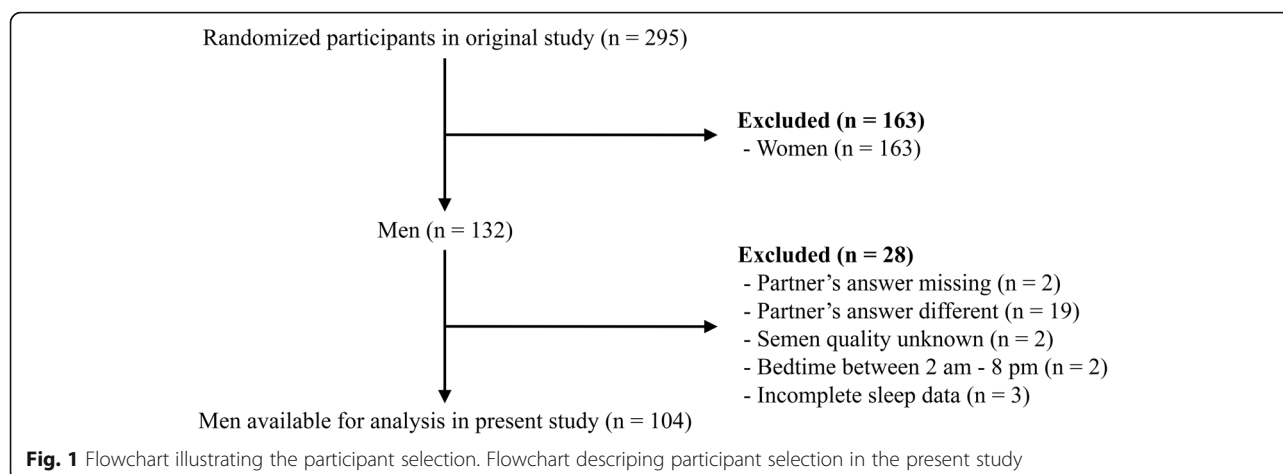 Randomized participants in original study (n = 295)
Excluded (n = 163)
- Women (n = 163)
Men (n = 132)
Excluded (n = 28)
- Partner’s answer missing (n = 2)
- Partner’s answer different (n = 19)
- Semen quality unknown (n = 2)
- Bedtime between 2 am - 8 pm (n = 2)
- Incomplete sleep data (n = 3)
Men available for analysis in present study (n = 104)
Fig. 1 Flowchart illustrating the participant selection. Flowchart descriping participant selection in the present study